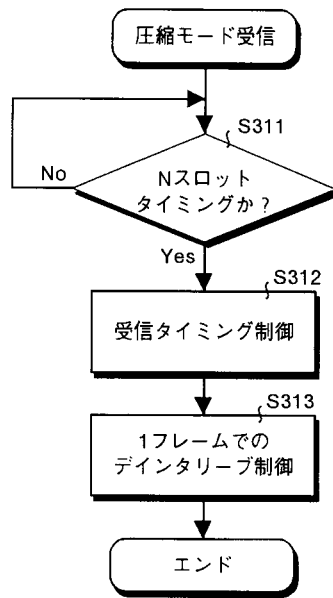 圧縮モード受信
S311
No
Nスロット
タイミングか?
Yes
S312
受信タイミング制御
S313
1フレームでの
デインタリーブ制御
エンド